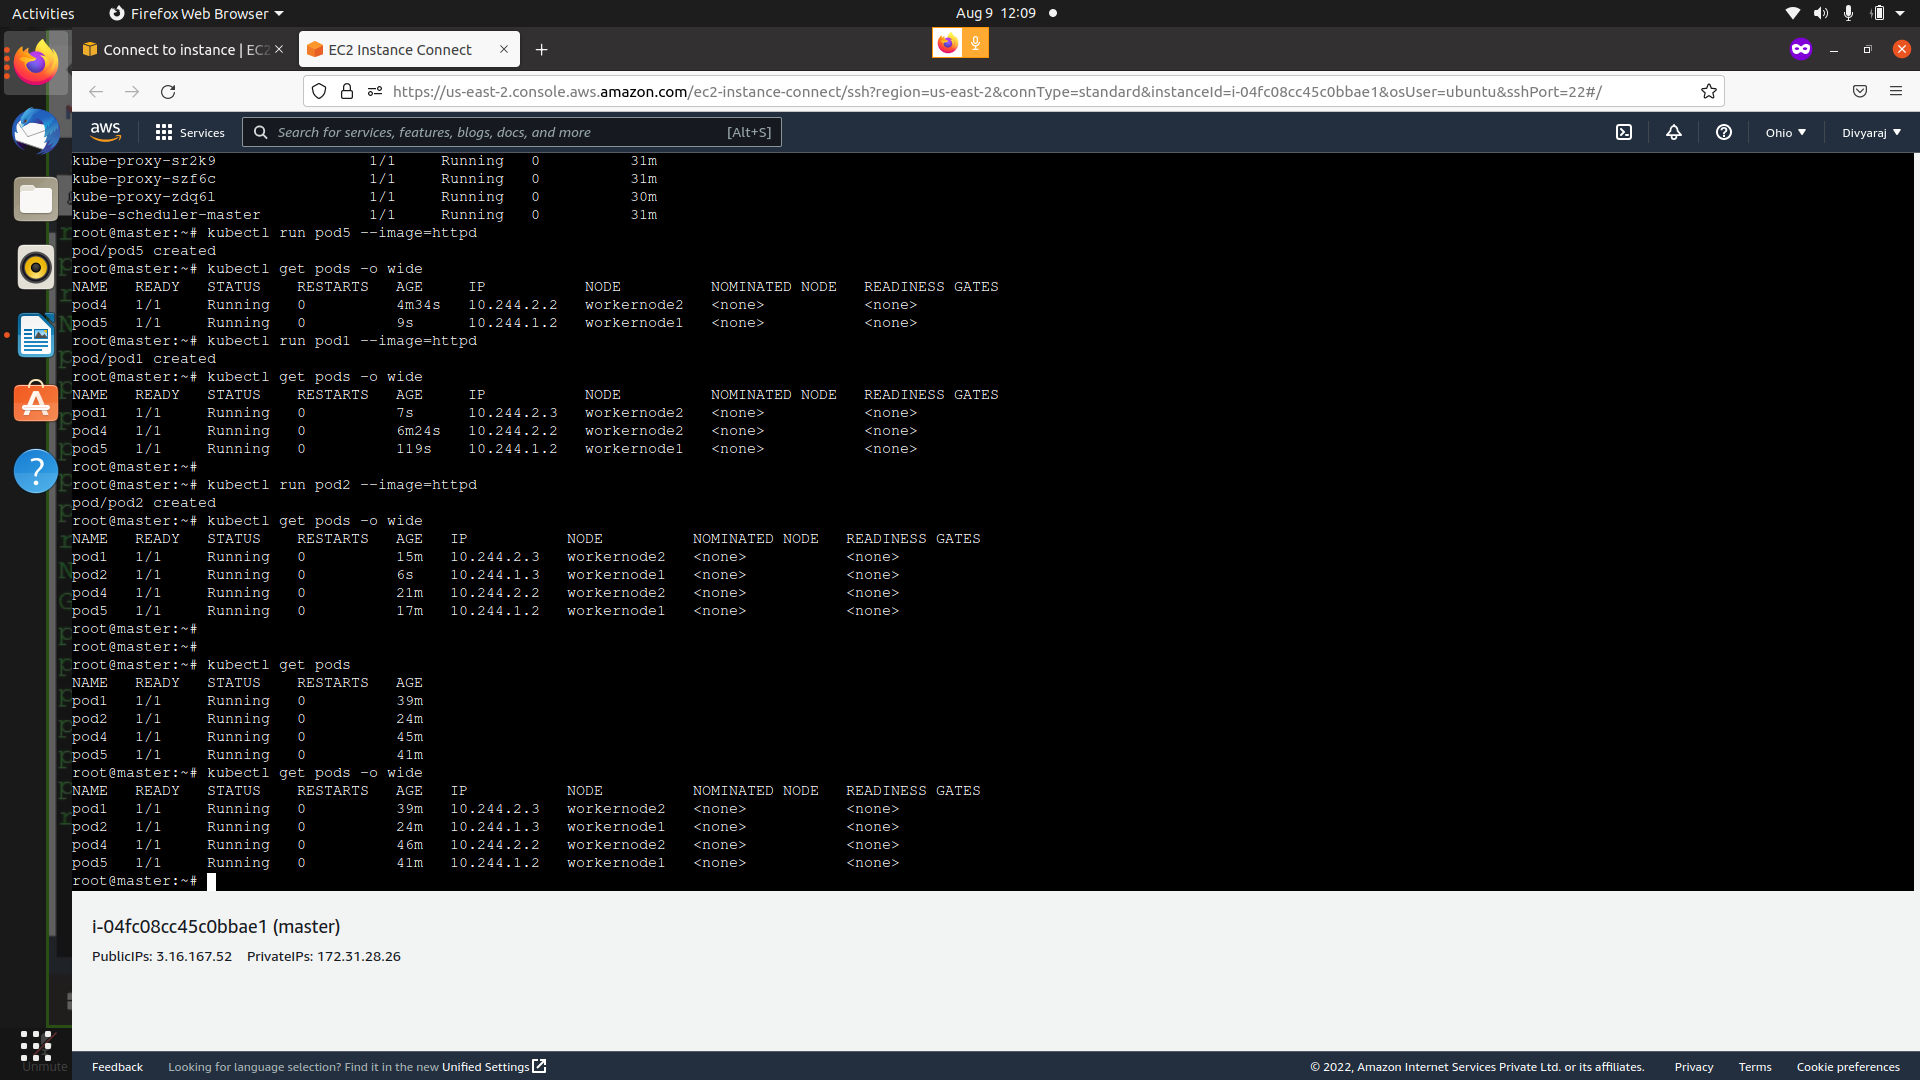 Activities
Firefox Web Browser
Aug 9 12:09
Connect to instance | EC2
EC2 Instance Connect
https://us-east-2.console.aws.amazon.com/ec2-instance-connect/ssh?region=us-east-2&connType=standard&instanceId=i-04fc08cc45c0bbae1&osUser=ubuntu&sshPort=22#/
aws
Services
Search for services, features, blogs, docs, and more
[Alt+S]
Ohio
Divyaraj
kube-proxy-sr2k9 1/1 Running 0 31m
kube-proxy-szf6c 1/1 Running 0 31m
kube-proxy-zdq6l 1/1 Running 0 30m
kube-scheduler-master 1/1 Running 0 31m
root@master:~# kubectl run pod5 --image=httpd
pod/pod5 created
root@master:~# kubectl get pods -o wide
NAME READY STATUS RESTARTS AGE IP NODE NOMINATED NODE READINESS GATES
pod4 1/1 Running 0 4m34s 10.244.2.2 workernode2 <none> <none>
pod5 1/1 Running 0 9s 10.244.1.2 workernode1 <none> <none>
root@master:~# kubectl run pod1 --image=httpd
pod/pod1 created
root@master:~# kubectl get pods -o wide
NAME READY STATUS RESTARTS AGE IP NODE NOMINATED NODE READINESS GATES
pod1 1/1 Running 0 7s 10.244.2.3 workernode2 <none> <none>
pod4 1/1 Running 0 6m24s 10.244.2.2 workernode2 <none> <none>
pod5 1/1 Running 0 119s 10.244.1.2 workernode1 <none> <none>
root@master:~#
root@master:~# kubectl run pod2 --image=httpd
pod/pod2 created
root@master:~# kubectl get pods -o wide
NAME READY STATUS RESTARTS AGE IP NODE NOMINATED NODE READINESS GATES
pod1 1/1 Running 0 15m 10.244.2.3 workernode2 <none> <none>
pod2 1/1 Running 0 6s 10.244.1.3 workernode1 <none> <none>
pod4 1/1 Running 0 21m 10.244.2.2 workernode2 <none> <none>
pod5 1/1 Running 0 17m 10.244.1.2 workernode1 <none> <none>
root@master:~#
root@master:~#
root@master:~# kubectl get pods
NAME READY STATUS RESTARTS AGE
pod1 1/1 Running 0 39m
pod2 1/1 Running 0 24m
pod4 1/1 Running 0 45m
pod5 1/1 Running 0 41m
root@master:~# kubectl get pods -o wide
NAME READY STATUS RESTARTS AGE IP NODE NOMINATED NODE READINESS GATES
pod1 1/1 Running 0 39m 10.244.2.3 workernode2 <none> <none>
pod2 1/1 Running 0 24m 10.244.1.3 workernode1 <none> <none>
pod4 1/1 Running 0 46m 10.244.2.2 workernode2 <none> <none>
pod5 1/1 Running 0 41m 10.244.1.2 workernode1 <none> <none>
root@master:~#
i-04fc08cc45c0bbae1 (master)
PublicIPs: 3.16.167.52 PrivateIPs: 172.31.28.26
Unmute
Feedback
Looking for language selection? Find it in the new Unified Settings
© 2022, Amazon Internet Services Private Ltd. or its affiliates.
Privacy
Terms
Cookie preferences